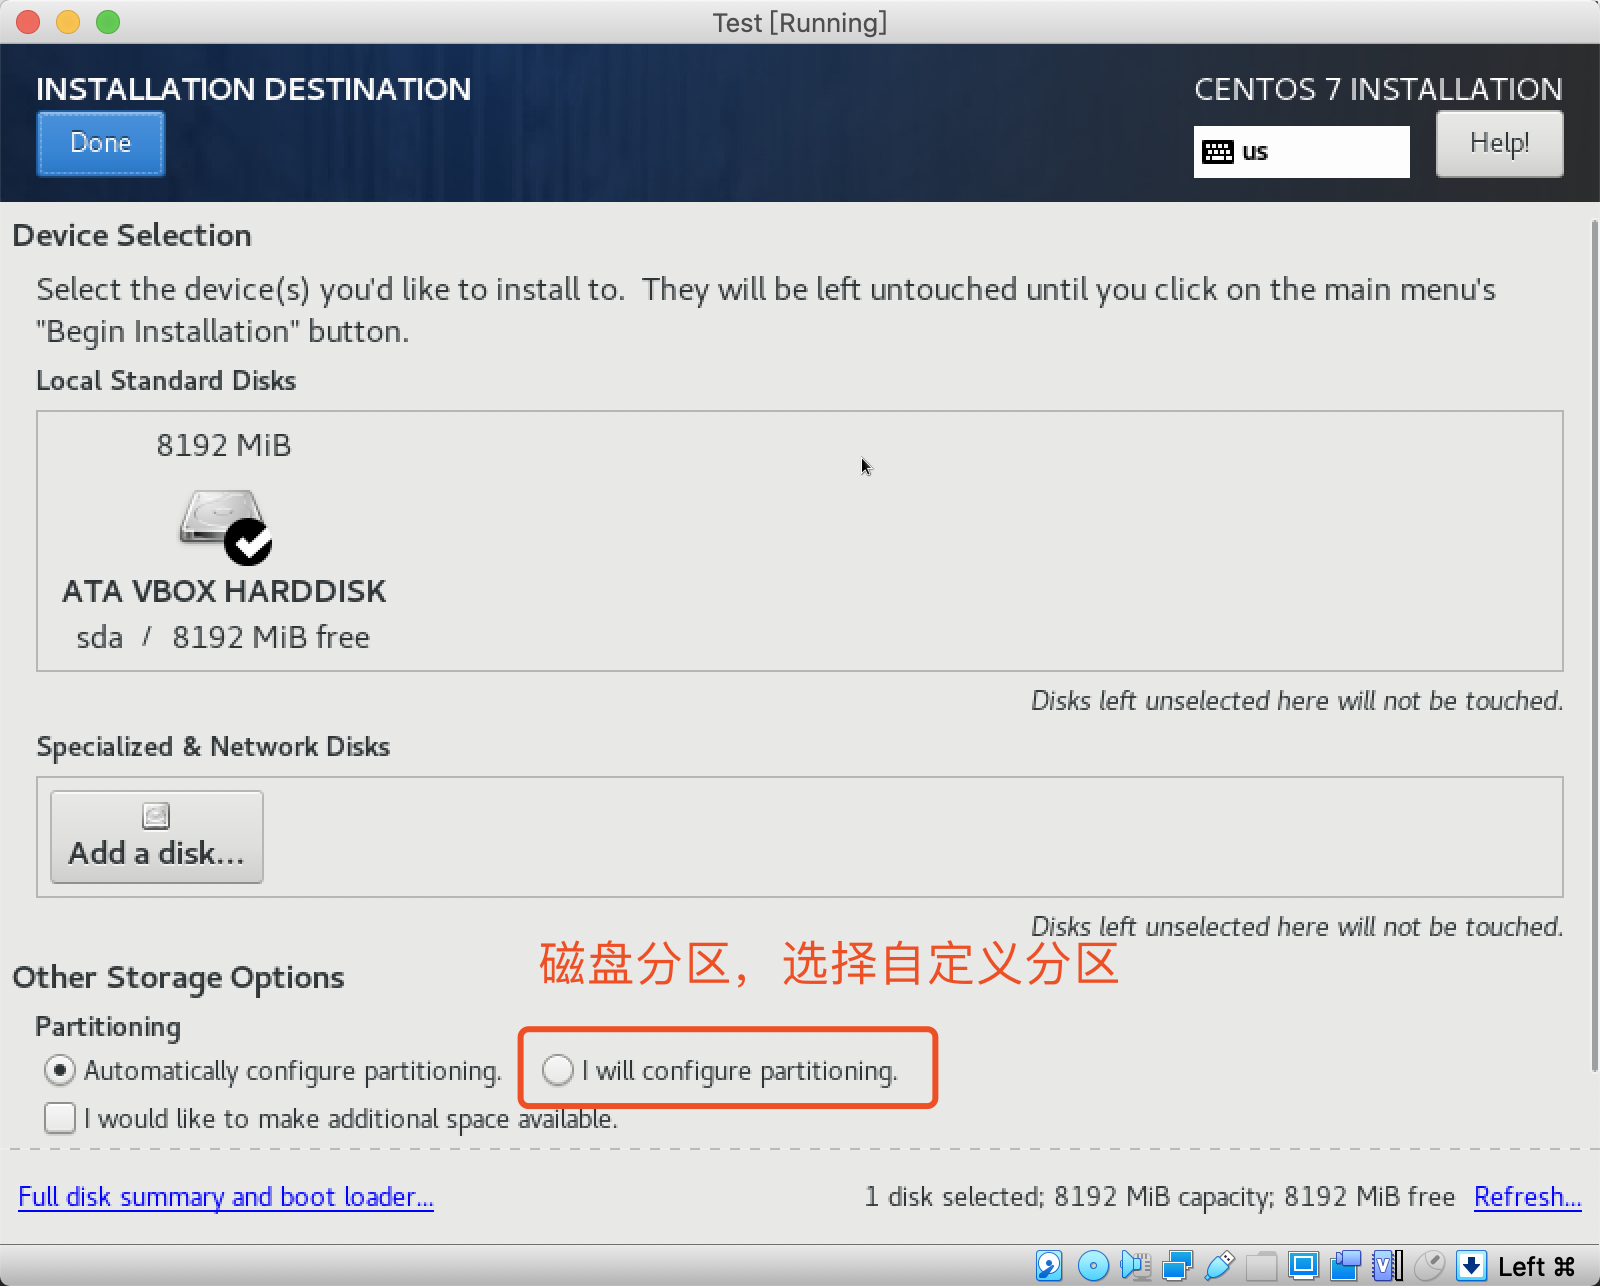 Test [Running]
INSTALLATION DESTINATION
CENTOS 7 INSTALLATION
Done
us
Help!
Device Selection
Select the device(s) you'd like to install to.  They will be left untouched until you click on the main menu's
"Begin Installation" button.
Local Standard Disks
8192 MiB
ATA VBOX HARDDISK
sda / 8192 MiB free
Disks left unselected here will not be touched.
Specialized & Network Disks
Add a disk...
Disks left unselected here will not be touched.
磁盘分区，选择自定义分区
Other Storage Options
Partitioning
Automatically configure partitioning.
I will configure partitioning.
I would like to make additional space available.
Full disk summary and boot loader...
1 disk selected; 8192 MiB capacity; 8192 MiB free
Refresh...
Left ⌘